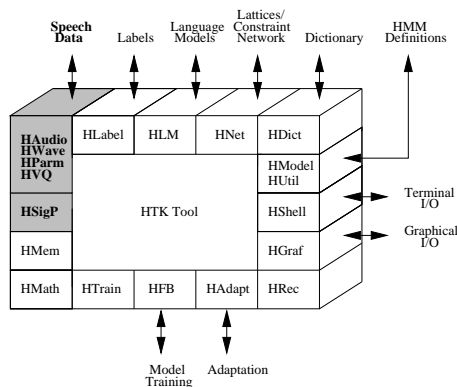 Speech
Data
Labels
Language
Models
Lattices/
Constraint
Network
Dictionary
HMM
Definitions
HAudio
HWave
HParm
HVQ
HLabel
HLM
HNet
HDict
HModel
HUtil
HSigP
HTK Tool
HShell
Terminal
I/O
Graphical
I/O
HMem
HGraf
HMath
HTrain
HFB
HAdapt
HRec
Model
Training
Adaptation